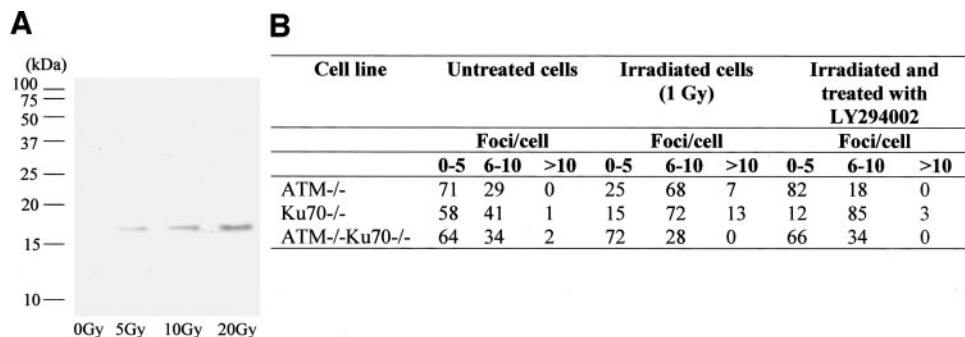 A
(kDa)
100
75
50
37
25
20
15
10
0Gy 5Gy 10Gy 20Gy
B
Cell line Untreated cells Irradiated cells (1 Gy) Irradiated and treated with LY294002
Foci/cell Foci/cell Foci/cell
0-5 6-10 >10 0-5 6-10 >10 0-5 6-10 >10
ATM-/- 71 29 0 25 68 7 82 18 0
Ku70-/- 58 41 1 15 72 13 12 85 3
ATM-/-Ku70-/- 64 34 2 72 28 0 66 34 0